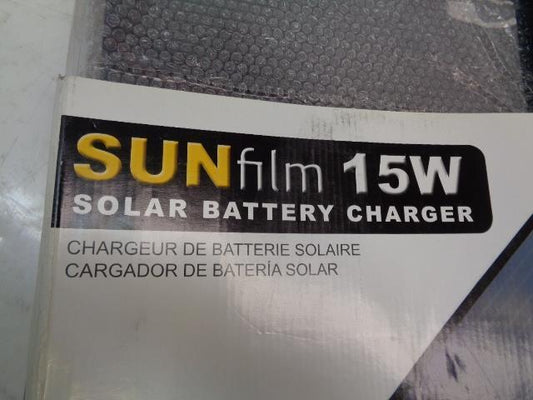 SUNfilm 15W
SOLAR BATTERY CHARGER
CHARGEUR DE BATTERIE SOLAIRE
CARGADOR DE BATERÍA SOLAR